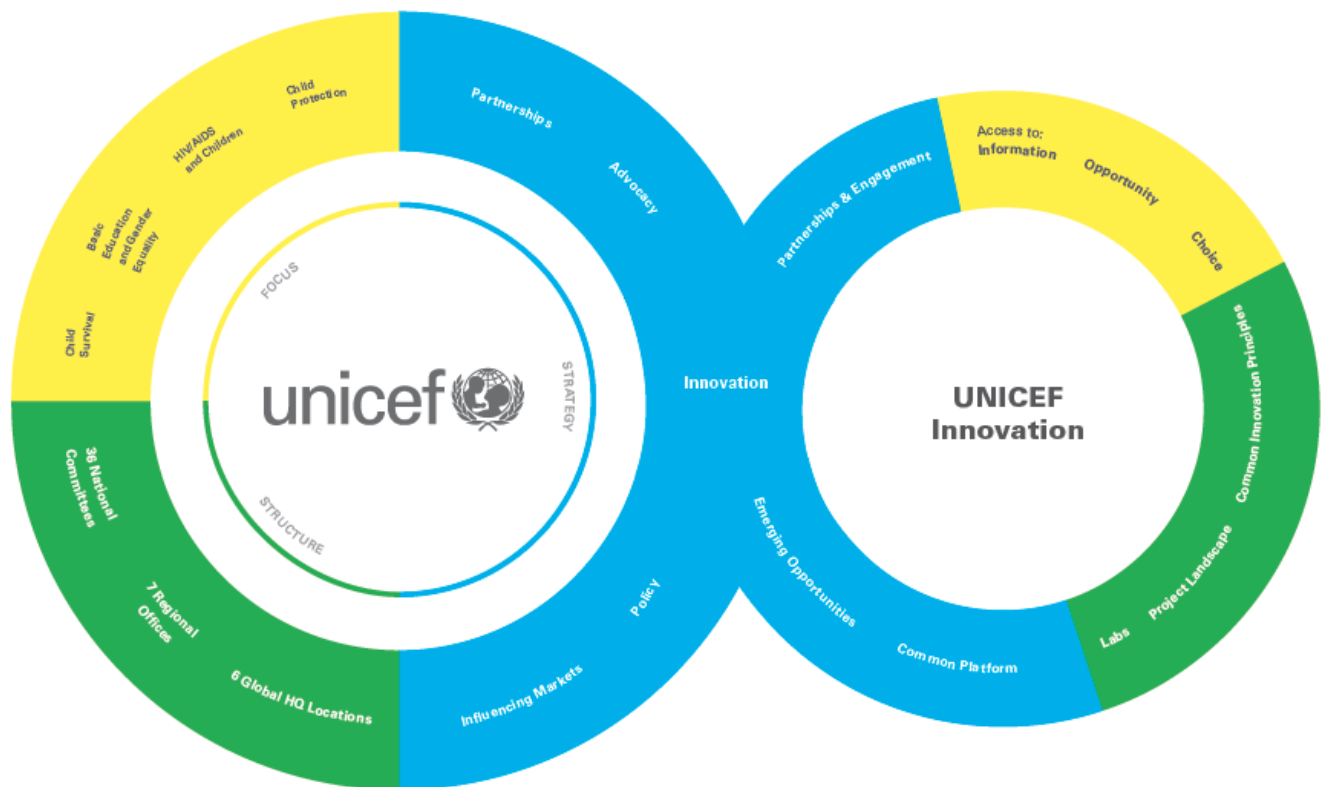 Child
Protection
HIV/AIDS
and Children
Basic
Education
and Gender
Equality
Child
Survival
Partnerships
Advocacy
Innovation
Policy
Influencing Markets
36 National
Committees
7 Regional
Offices
6 Global HQ Locations
FOCUS
STRATEGY
STRUCTURE
unicef
Partnerships & Engagement
Emerging Opportunities
Common Platform
Access to:
Information
Opportunity
Choice
Common Innovation Principles
Project Landscape
Labs
UNICEF
Innovation